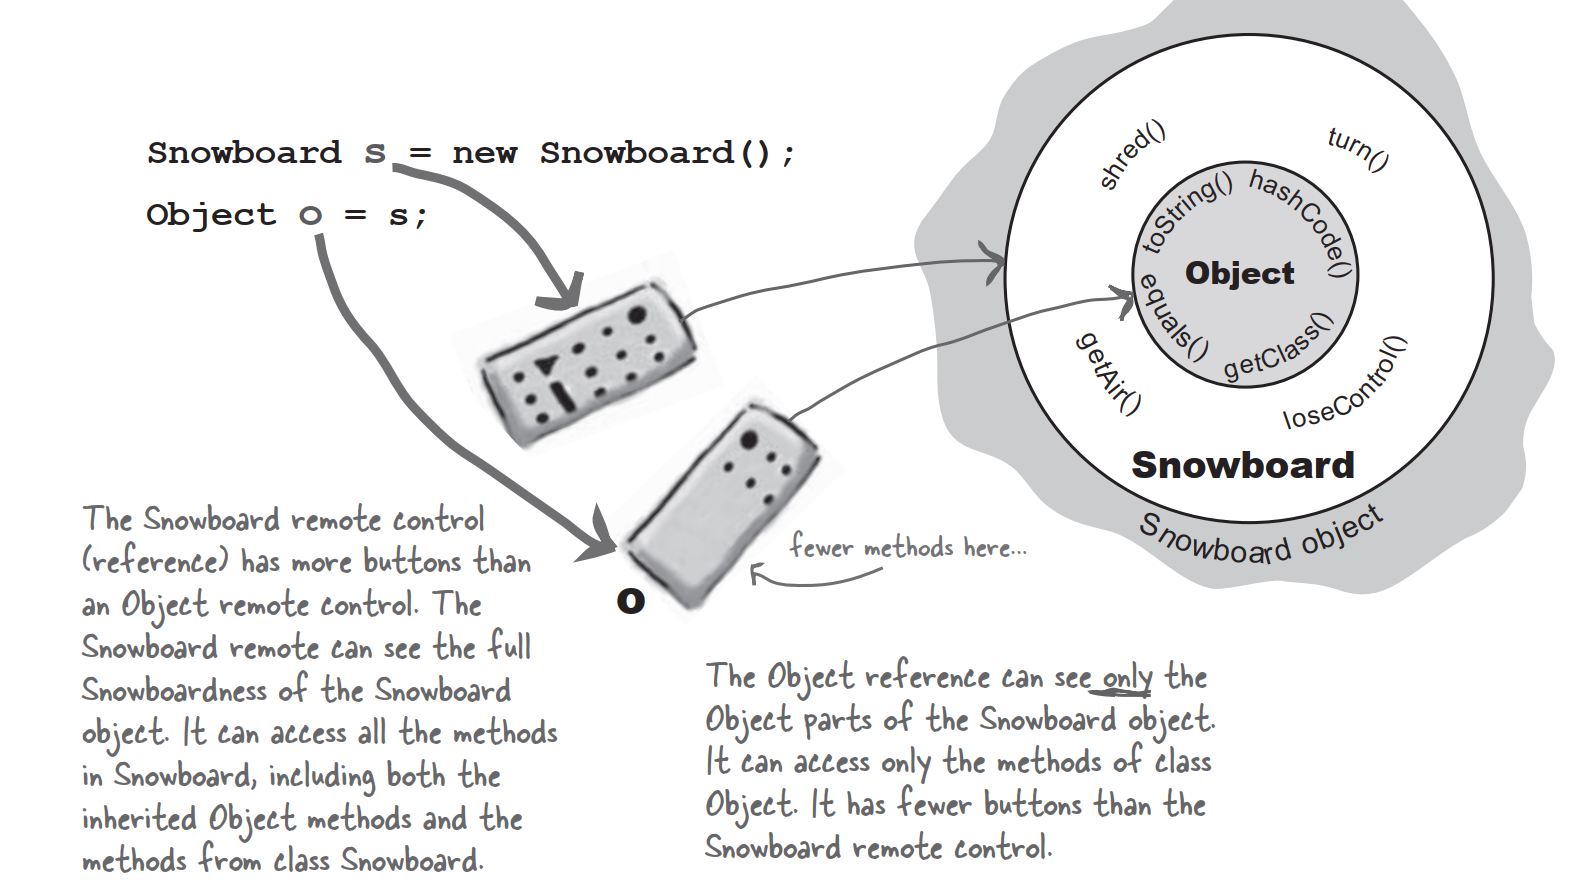 Snowboard s = new Snowboard();
Object o = s;
The Snowboard remote control
(reference) has more buttons than
an Object remote control. The
Snowboard remote can see the full
Snowboardness of the Snowboard
object. It can access all the methods
in Snowboard, including both the
inherited Object methods and the
methods from class Snowboard.
o
fewer methods here...
The Object reference can see only the
Object parts of the Snowboard object.
It can access only the methods of class
Object. It has fewer buttons than the
Snowboard remote control.
shred()
turn()
toString()
hashCode()
Object
equals()
getClass()
getAir()
loseControl()
Snowboard
Snowboard object